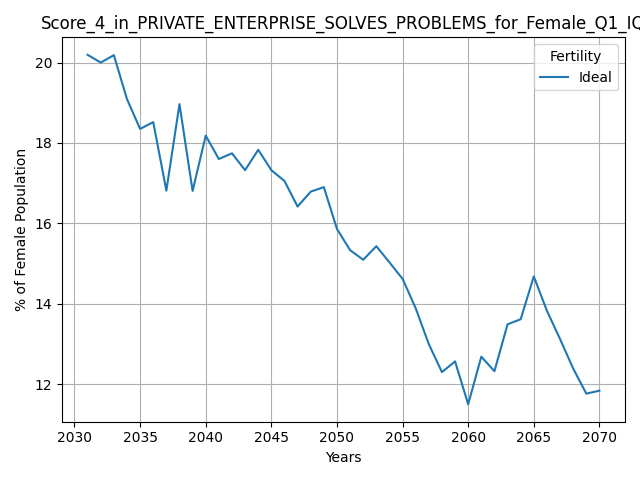 Score_4_in_PRIVATE_ENTERPRISE_SOLVES_PROBLEMS_for_Female_Q1_IQ
Fertility
Ideal
% of Female Population
20
18
16
14
12
2030 2035 2040 2045 2050 2055 2060 2065 2070
Years